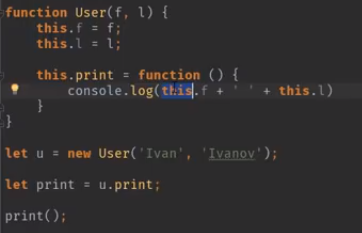 function User(f, l) {
    this.f = f;
    this.l = l;

    this.print = function () {
        console.log(this.f + ' ' + this.l)
    }
}

let u = new User('Ivan', 'Ivanov');

let print = u.print;

print();